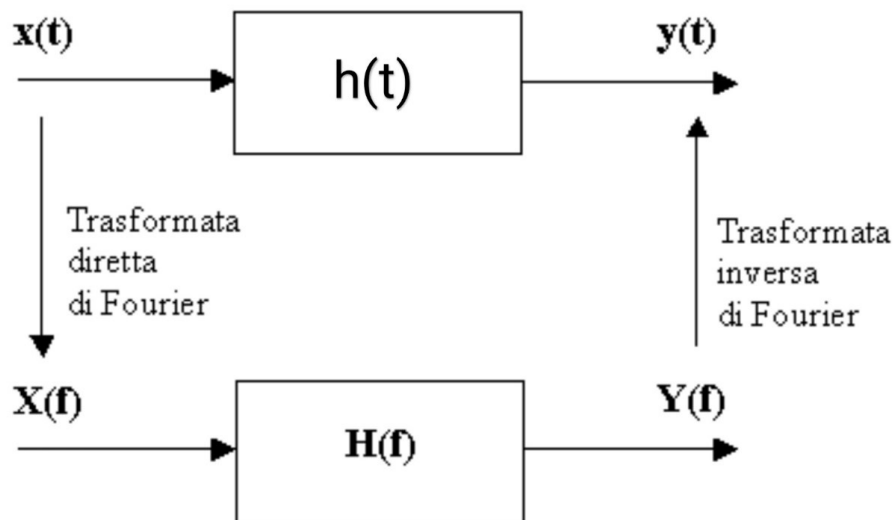 x(t)
h(t)
y(t)
Trasformata
diretta
di Fourier
Trasformata
inversa
di Fourier
X(f)
H(f)
Y(f)